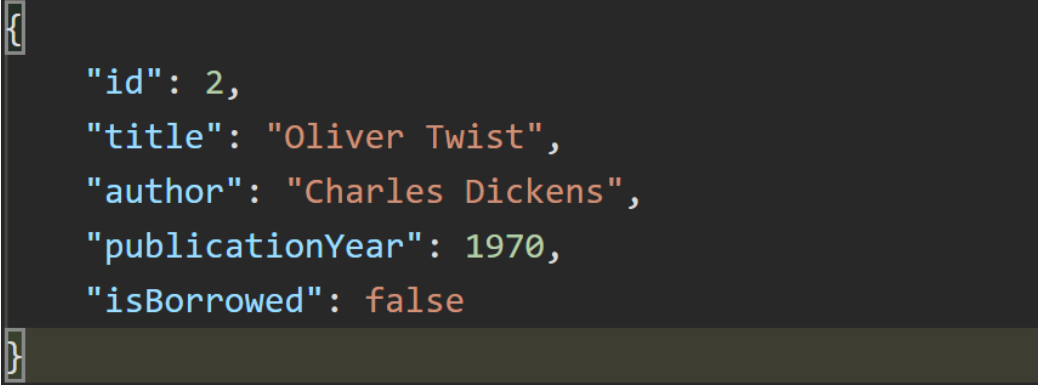 {
"id": 2,
"title": "Oliver Twist",
"author": "Charles Dickens",
"publicationYear": 1970,
"isBorrowed": false
}